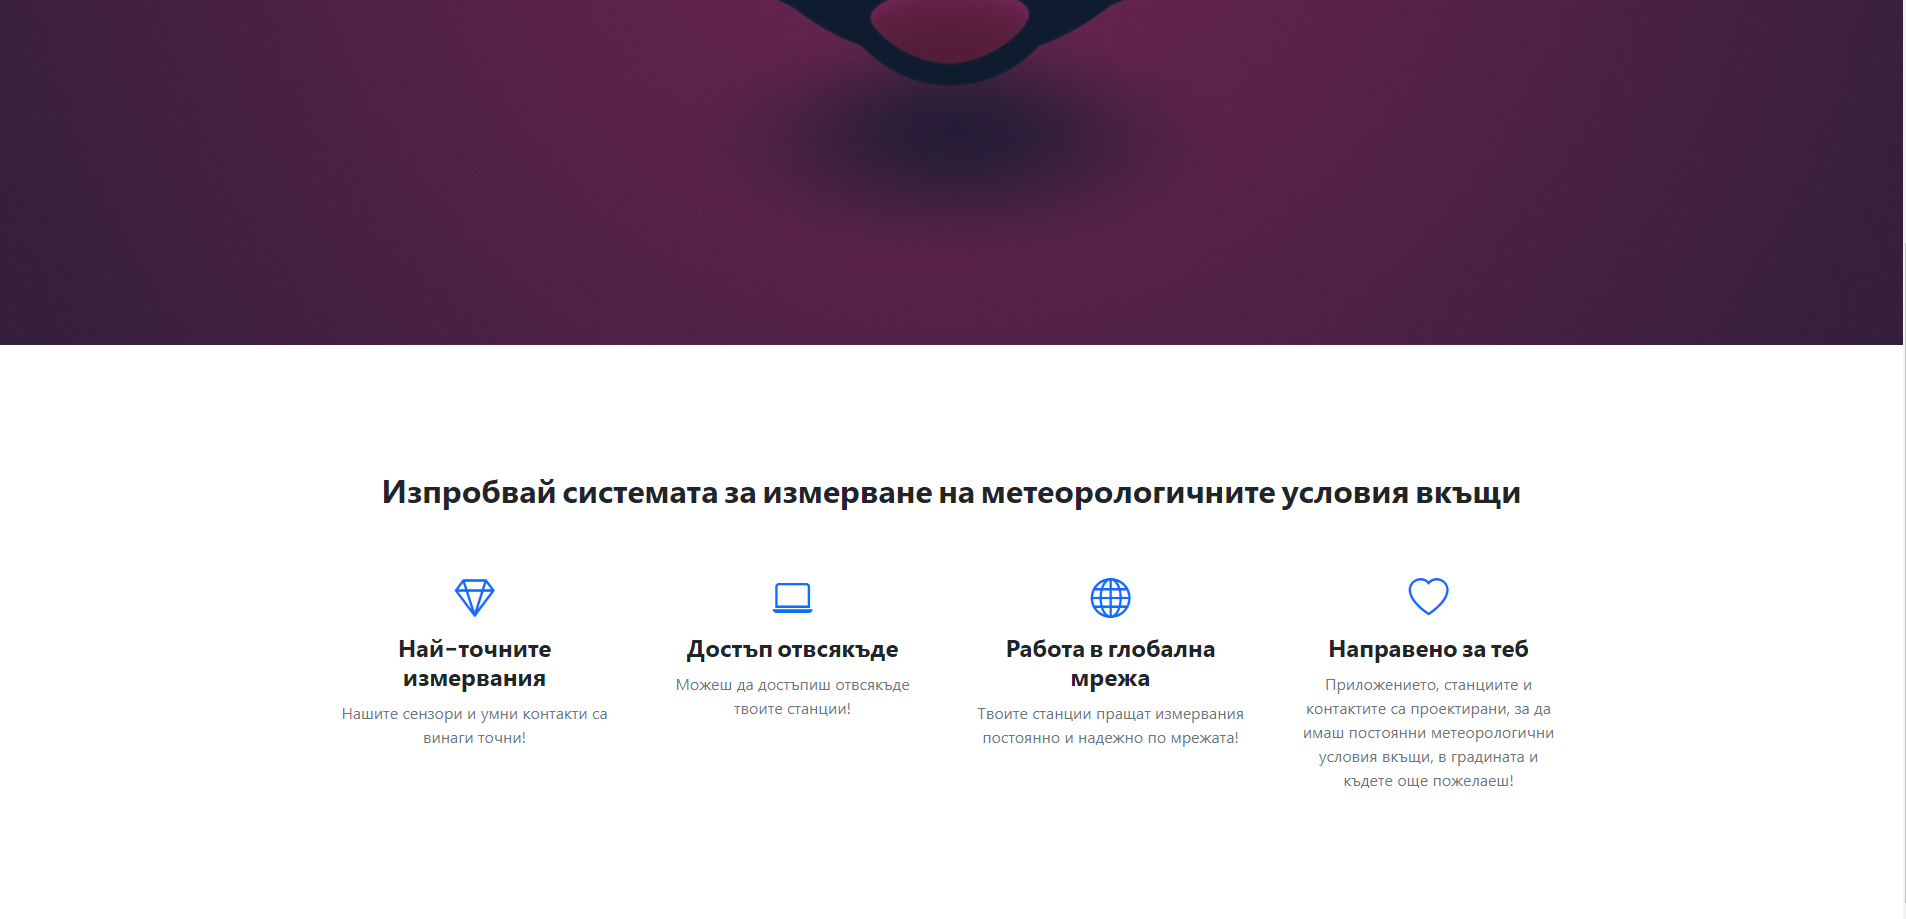 Изпробвай системата за измерване на метеорологичните условия вкъщи
Най-точните
измервания
Нашите сензори и умни контакти са
винаги точни!
Достъп отвсякъде
Можеш да достъпиш отвсякъде
твоите станции!
Работа в глобална
мрежа
Твоите станции пращат измервания
постоянно и надежно по мрежата!
Направено за теб
Приложението, станциите и
контактите са проектирани, за да
имаш постоянни метеорологични
условия вкъщи, в градината и
където още пожелаеш!